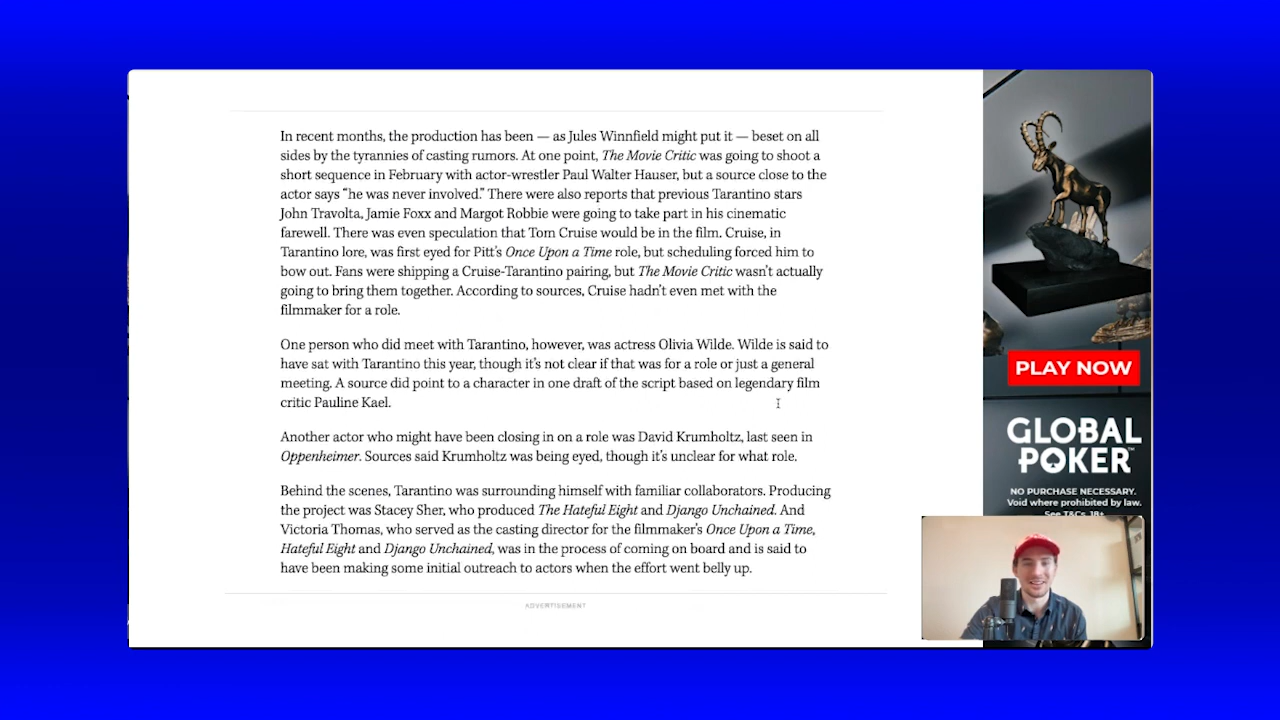 In recent months, the production has been — as Jules Winnfield might put it — beset on all
sides by the tyrannies of casting rumors. At one point, The Movie Critic was going to shoot a
short sequence in February with actor-wrestler Paul Walter Hauser, but a source close to the
actor says “he was never involved.” There were also reports that previous Tarantino stars
John Travolta, Jamie Foxx and Margot Robbie were going to take part in his cinematic
farewell. There was even speculation that Tom Cruise would be in the film. Cruise, in
Tarantino lore, was first eyed for Pitt’s Once Upon a Time role, but scheduling forced him to
bow out. Fans were shipping a Cruise-Tarantino pairing, but The Movie Critic wasn’t actually
going to bring them together. According to sources, Cruise hadn’t even met with the
filmmaker for a role.
One person who did meet with Tarantino, however, was actress Olivia Wilde. Wilde is said to
have sat with Tarantino this year, though it’s not clear if that was for a role or just a general
meeting. A source did point to a character in one draft of the script based on legendary film
critic Pauline Kael.
Another actor who might have been closing in on a role was David Krumholtz, last seen in
Oppenheimer. Sources said Krumholtz was being eyed, though it’s unclear for what role.
Behind the scenes, Tarantino was surrounding himself with familiar collaborators. Producing
the project was Stacey Sher, who produced The Hateful Eight and Django Unchained. And
Victoria Thomas, who served as the casting director for the filmmaker’s Once Upon a Time,
Hateful Eight and Django Unchained, was in the process of coming on board and is said to
have been making some initial outreach to actors when the effort went belly up.
ADVERTISEMENT
PLAY NOW
GLOBAL
POKER™
NO PURCHASE NECESSARY.
Void where prohibited by law.
See T&Cs. 18+